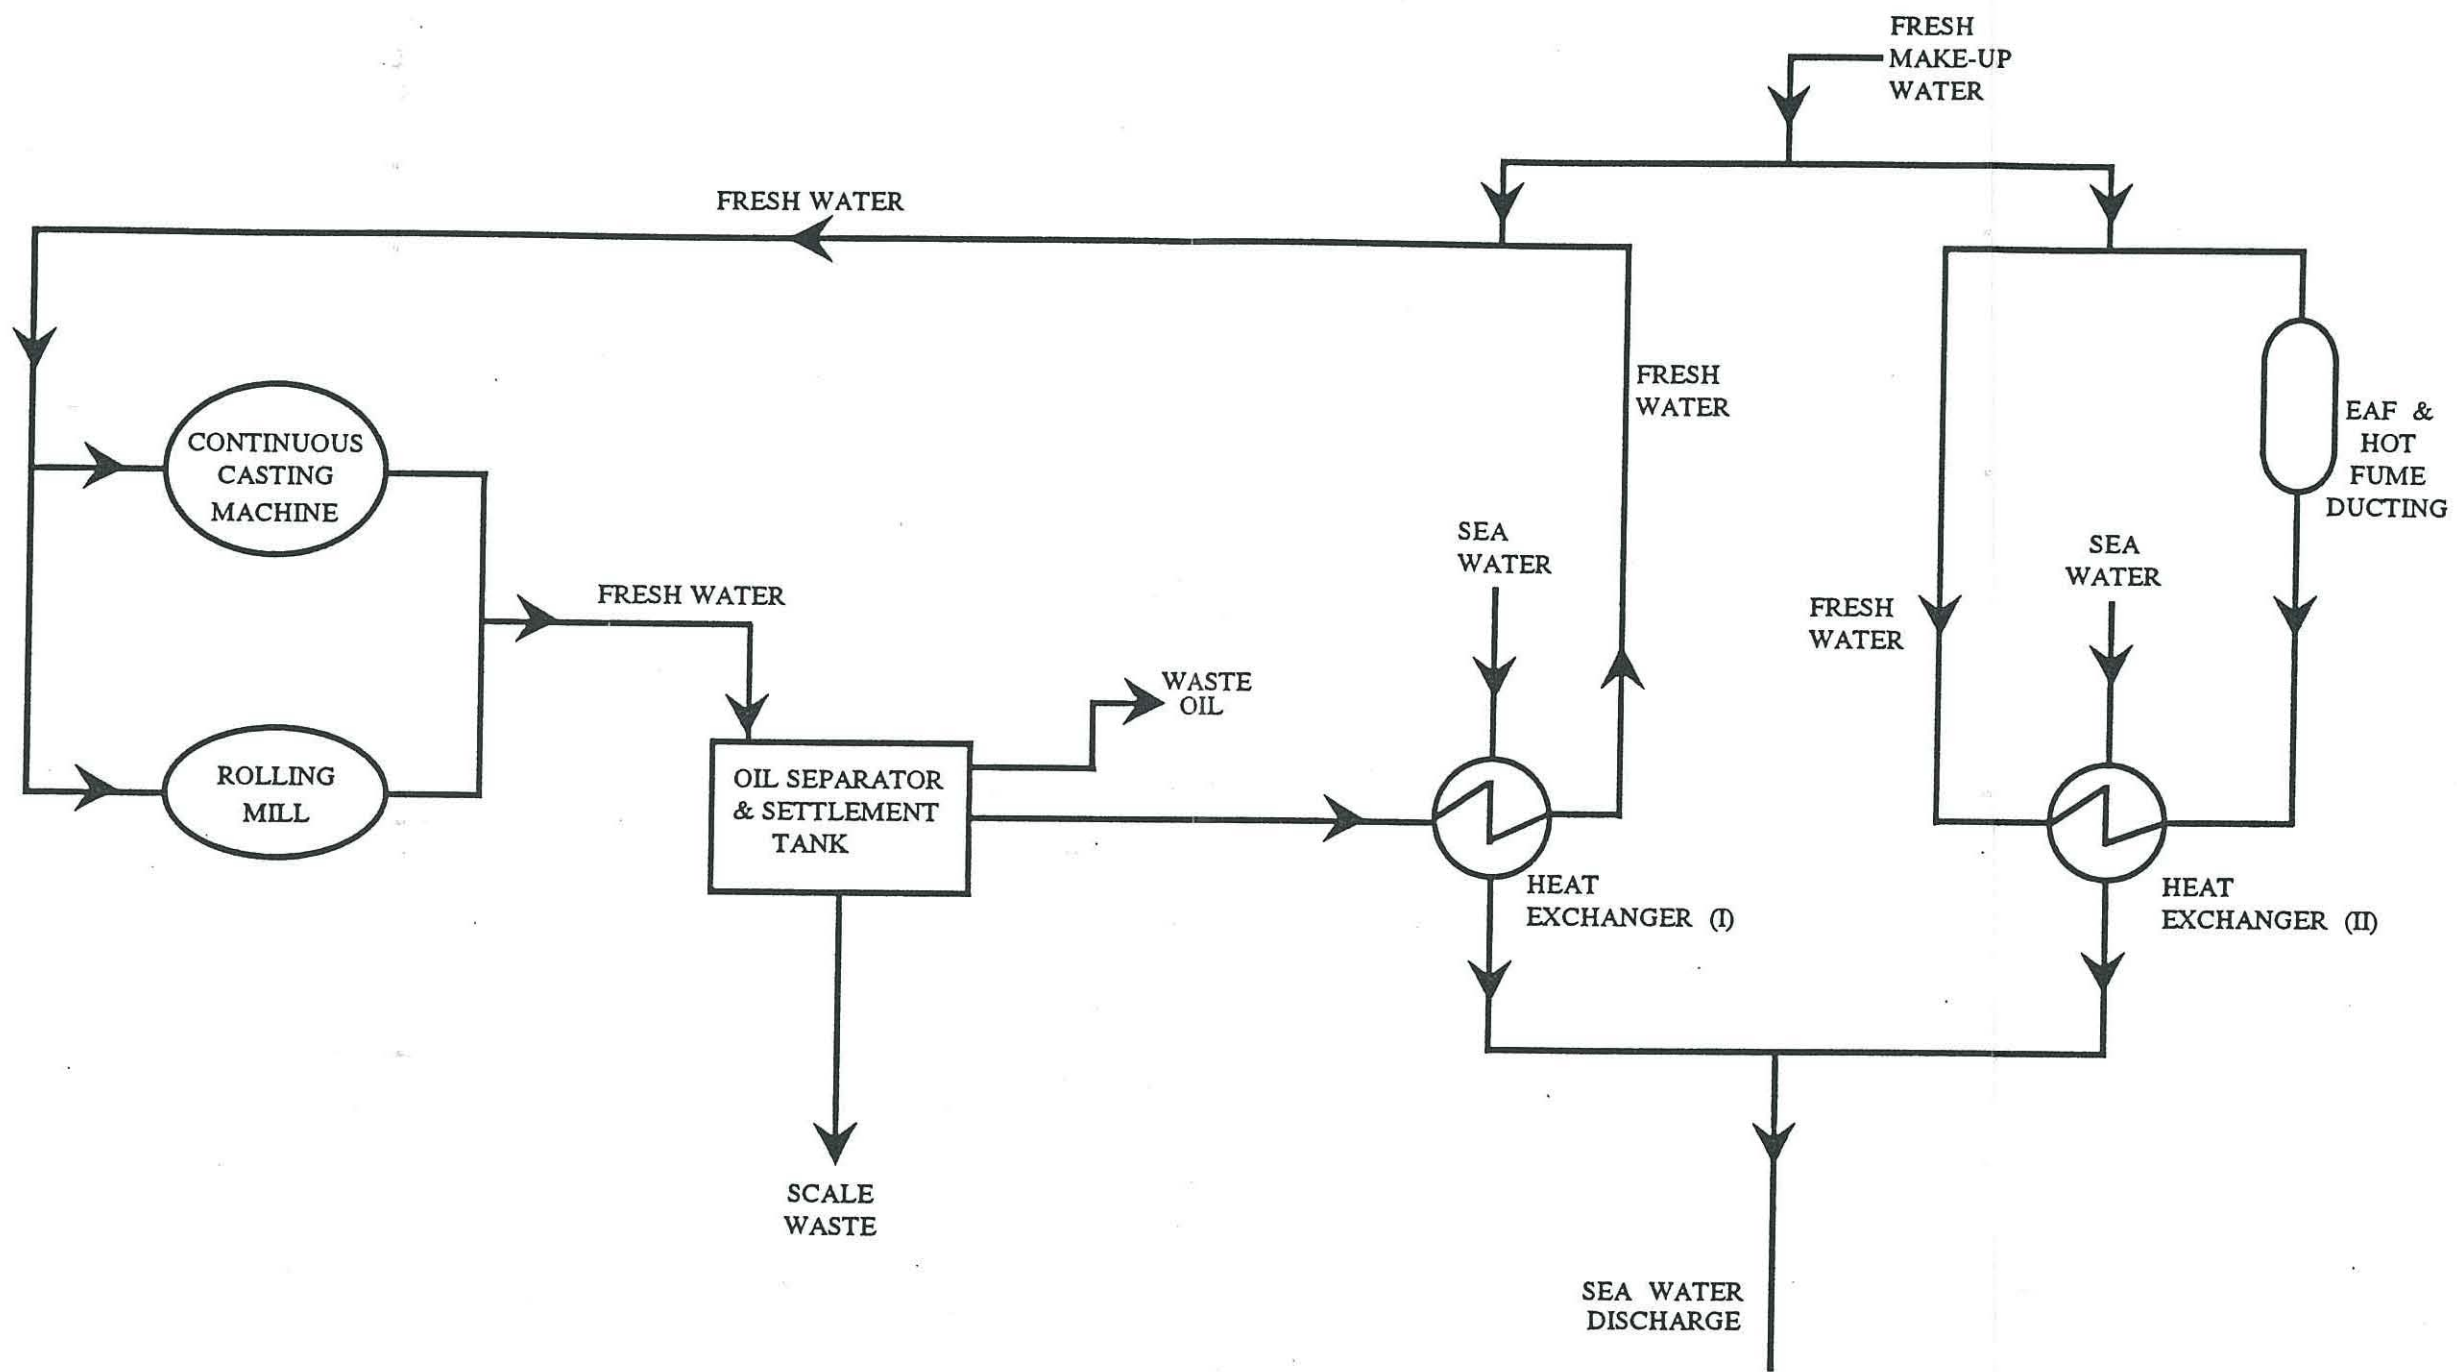 FRESH
MAKE-UP
WATER
FRESH WATER
FRESH
WATER
EAF &
HOT
FUME
DUCTING
CONTINUOUS
CASTING
MACHINE
SEA
WATER
SEA
WATER
FRESH WATER
FRESH
WATER
WASTE
OIL
ROLLING
MILL
OIL SEPARATOR
& SETTLEMENT
TANK
HEAT
EXCHANGER (I)
HEAT
EXCHANGER (II)
SCALE
WASTE
SEA WATER
DISCHARGE